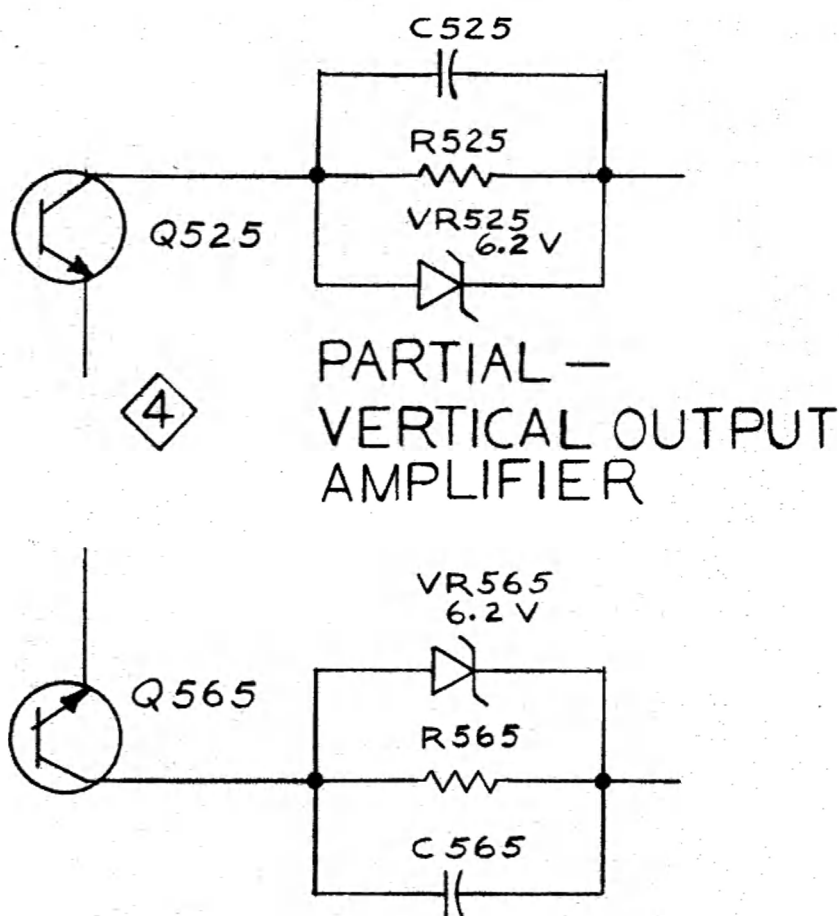 C525
R525
VR525
6.2 V
Q525
4
PARTIAL —
VERTICAL OUTPUT
AMPLIFIER
VR565
6.2 V
Q565
R565
C565